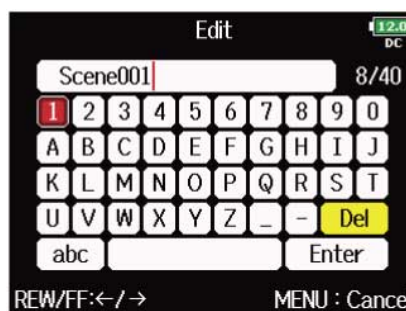 Edit
12.0
DC
Scene001 8/40
1 2 3 4 5 6 7 8 9 0
A B C D E F G H I J
K L M N O P Q R S T
U V W X Y Z _ - Del
abc Enter
REW/FF:←/→ MENU : Cance